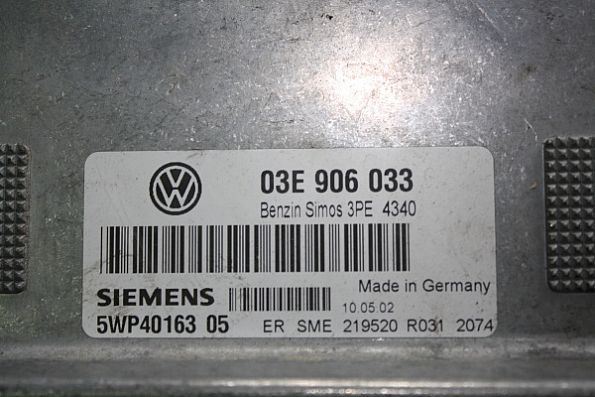 03E 906 033
Benzin Simos 3PE 4340
Made in Germany
SIEMENS
10.05.02
5WP40163 05 ER SME 219520 R031 2074